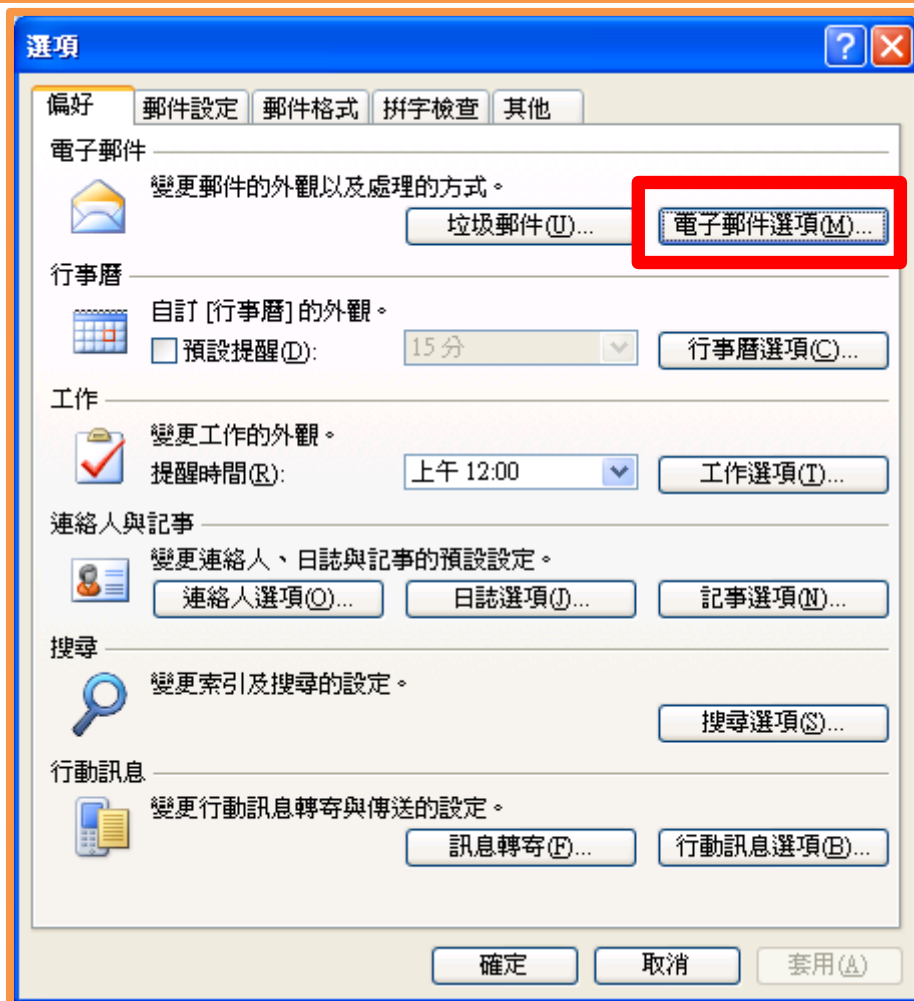 選項
偏好 郵件設定 郵件格式 拼字檢查 其他
電子郵件
變更郵件的外觀以及處理的方式。
垃圾郵件(U)... 電子郵件選項(M)...
行事曆
自訂 [行事曆] 的外觀。
預設提醒(D): 15 分 行事曆選項(C)...
工作
變更工作的外觀。
提醒時間(R): 上午 12:00 工作選項(T)...
連絡人與記事
變更連絡人、日誌與記事的預設設定。
連絡人選項(O)... 日誌選項(J)... 記事選項(N)...
搜尋
變更索引及搜尋的設定。
搜尋選項(S)...
行動訊息
變更行動訊息轉寄與傳送的設定。
訊息轉寄(F)... 行動訊息選項(B)...
確定 取消 套用(A)